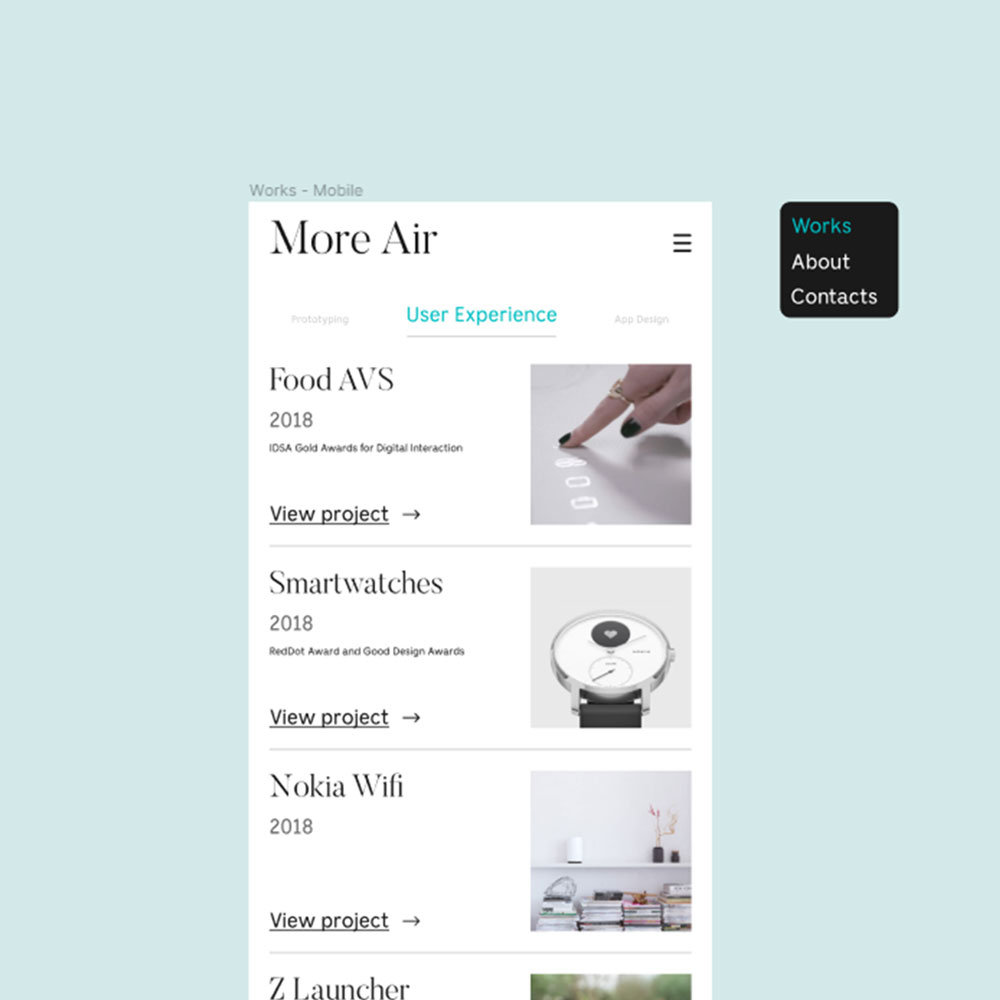 Works - Mobile
More Air
Works
About
Contacts
Prototyping
User Experience
App Design
Food AVS
2018
IDSA Gold Awards for Digital Interaction
View project →
Smartwatches
2018
RedDot Award and Good Design Awards
View project →
Nokia Wifi
2018
View project →
Z Launcher